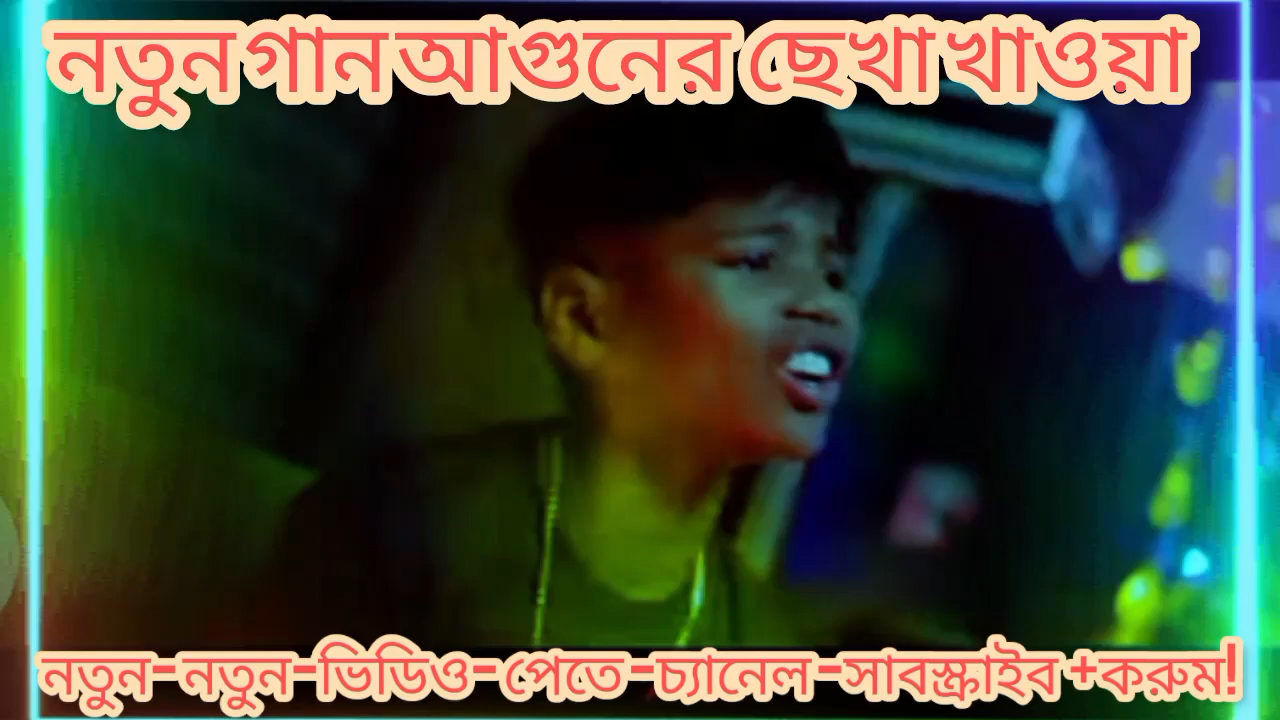 নতুন গান আগুনের ছেখা খাওয়া
নতুন-নতুন-ভিডিও-পেতে-চ্যানেল-সাবস্ক্রাইব+করুম!